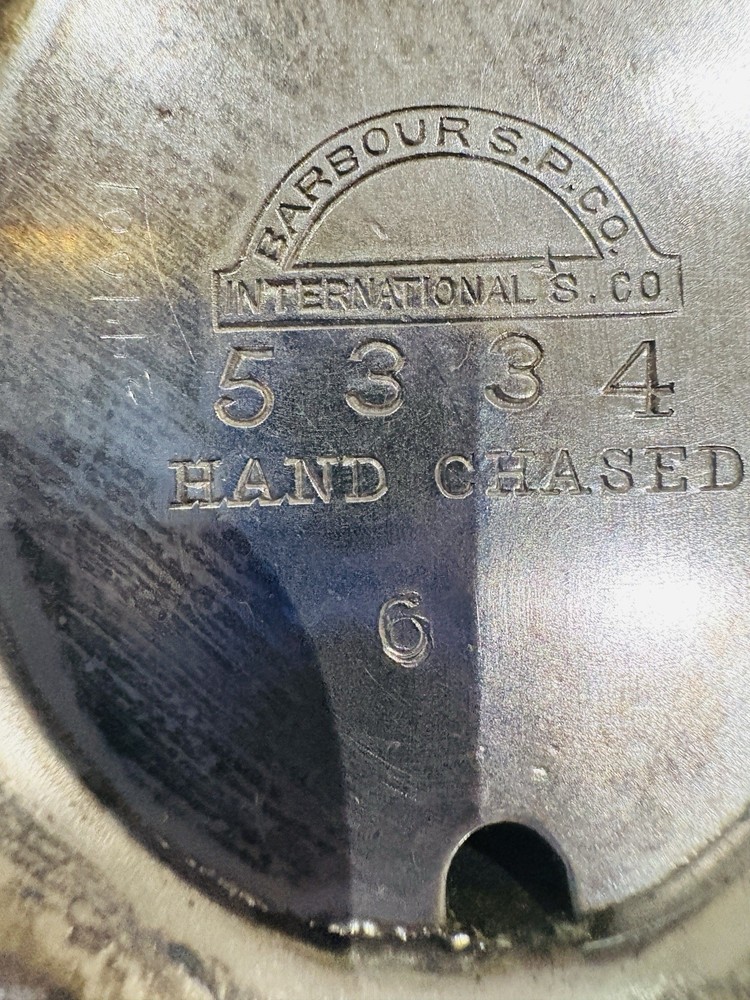 BARBOUR S.P.CO.
INTERNATIONAL S. CO.
5334
HAND CHASED
6